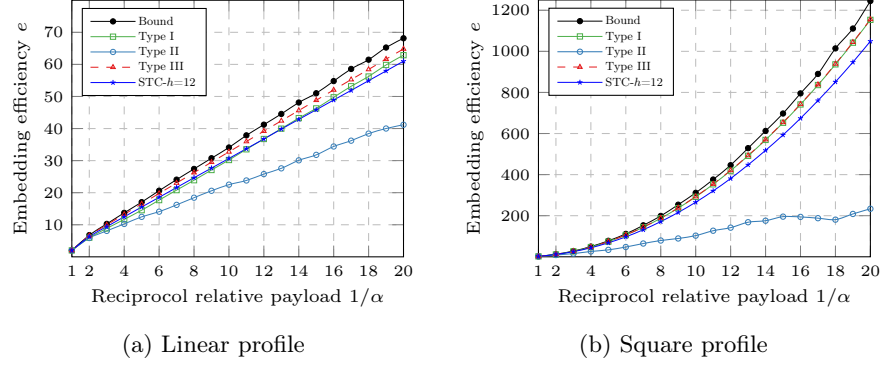 Embedding efficiency e
70
60
50
40
30
20
10
1 2 4 6 8 10 12 14 16 18 20
Bound
Type I
Type II
Type III
STC-h=12
Reciprocol relative payload 1/α
(a) Linear profile
Embedding efficiency e
1200
1000
800
600
400
200
1 2 4 6 8 10 12 14 16 18 20
Bound
Type I
Type II
Type III
STC-h=12
Reciprocol relative payload 1/α
(b) Square profile